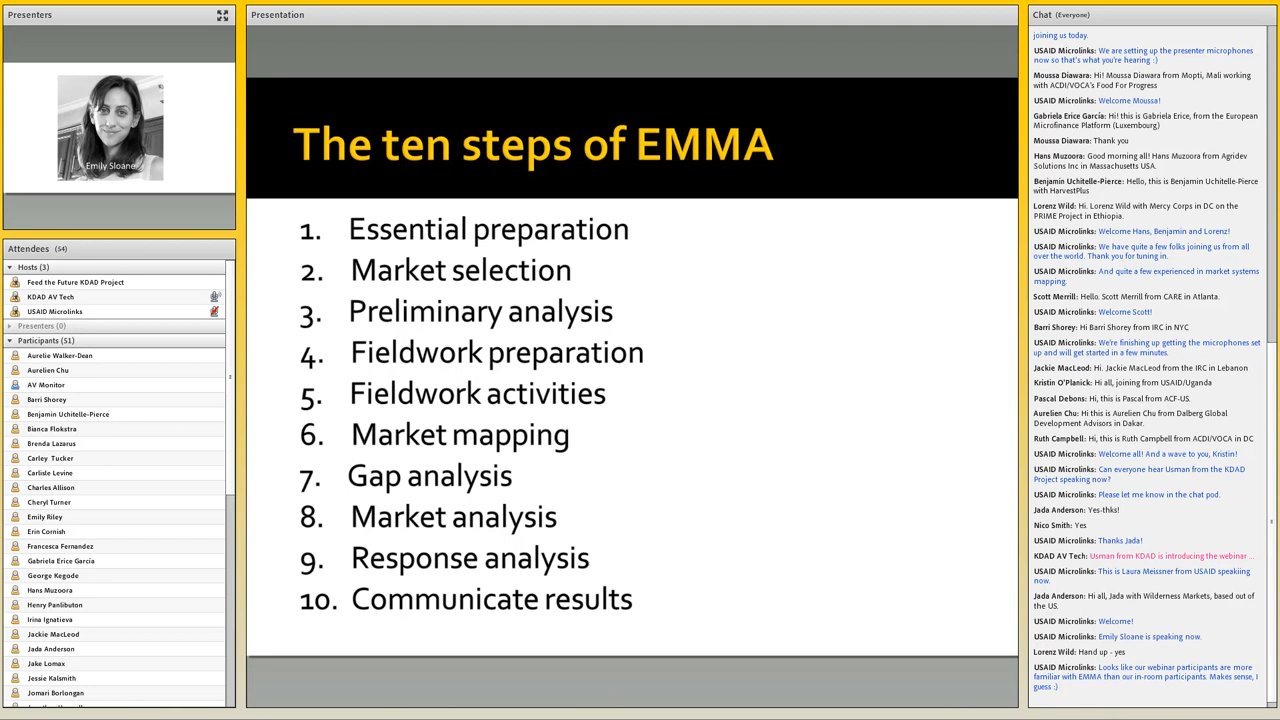 Presenters
Emily Sloane
Attendees (54)
Hosts (3)
Feed the Future KDAD Project
KDAD AV Tech
USAID Microlinks
Presenters (0)
Participants (51)
Aurelie Walker-Dean
Aurelien Chu
AV Monitor
Barri Shorey
Benjamin Uchitelle-Pierce
Bianca Flokstra
Brenda Lazarus
Carley Tucker
Carlisle Levine
Charles Allison
Cheryl Turner
Emily Riley
Erin Cornish
Francesca Fernandez
Gabriela Erice García
George Kegode
Hans Muzoora
Henry Panlibuton
Irina Ignatieva
Jackie MacLeod
Jada Anderson
Jake Lomax
Jessie Kalsmith
Jomari Borlongan
Presentation
The ten steps of EMMA
1. Essential preparation
2. Market selection
3. Preliminary analysis
4. Fieldwork preparation
5. Fieldwork activities
6. Market mapping
7. Gap analysis
8. Market analysis
9. Response analysis
10. Communicate results
Chat (Everyone)
joining us today.
USAID Microlinks: We are setting up the presenter microphones
now so that's what you're hearing :)
Moussa Diawara: Hi! Moussa Diawara from Mopti, Mali working
with ACDI/VOCA's Food For Progress
USAID Microlinks: Welcome Moussa!
Gabriela Erice García: Hi! this is Gabriela Erice, from the European
Microfinance Platform (Luxembourg)
Moussa Diawara: Thank you
Hans Muzoora: Good morning all! Hans Muzoora from Agridev
Solutions Inc in Massachusetts USA.
Benjamin Uchitelle-Pierce: Hello, this is Benjamin Uchitelle-Pierce
with HarvestPlus
Lorenz Wild: Hi. Lorenz Wild with Mercy Corps in DC on the
PRIME Project in Ethiopia.
USAID Microlinks: Welcome Hans, Benjamin and Lorenz!
USAID Microlinks: We have quite a few folks joining us from all
over the world. Thank you for tuning in.
USAID Microlinks: And quite a few experienced in market systems
mapping.
Scott Merrill: Hello. Scott Merrill from CARE in Atlanta.
USAID Microlinks: Welcome Scott!
Barri Shorey: Hi Barri Shorey from IRC in NYC
USAID Microlinks: We're finishing up getting the microphones set
up and will get started in a few minutes.
Jackie MacLeod: Hi. Jackie MacLeod from the IRC in Lebanon
Kristin O'Planick: Hi all, joining from USAID/Uganda
Pascal Debons: Hi, this is Pascal from ACF-US.
Aurelien Chu: Hi this is Aurelien Chu from Dalberg Global
Development Advisors in Dakar.
Ruth Campbell: Hi, this is Ruth Campbell from ACDI/VOCA in DC
USAID Microlinks: Welcome all! And a wave to you, Kristin!
USAID Microlinks: Can everyone hear Usman from the KDAD
Project speaking now?
USAID Microlinks: Please let me know in the chat pod.
Jada Anderson: Yes-thks!
Nico Smith: Yes
USAID Microlinks: Thanks Jada!
KDAD AV Tech: Usman from KDAD is introducing the webinar ...
USAID Microlinks: This is Laura Meissner from USAID speakiing
now.
Jada Anderson: Hi all, Jada with Wilderness Markets, based out of
the US.
USAID Microlinks: Welcome!
USAID Microlinks: Emily Sloane is speaking now.
Lorenz Wild: Hand up - yes
USAID Microlinks: Looks like our webinar participants are more
familiar with EMMA than our in-room participants. Makes sense, I
guess :)